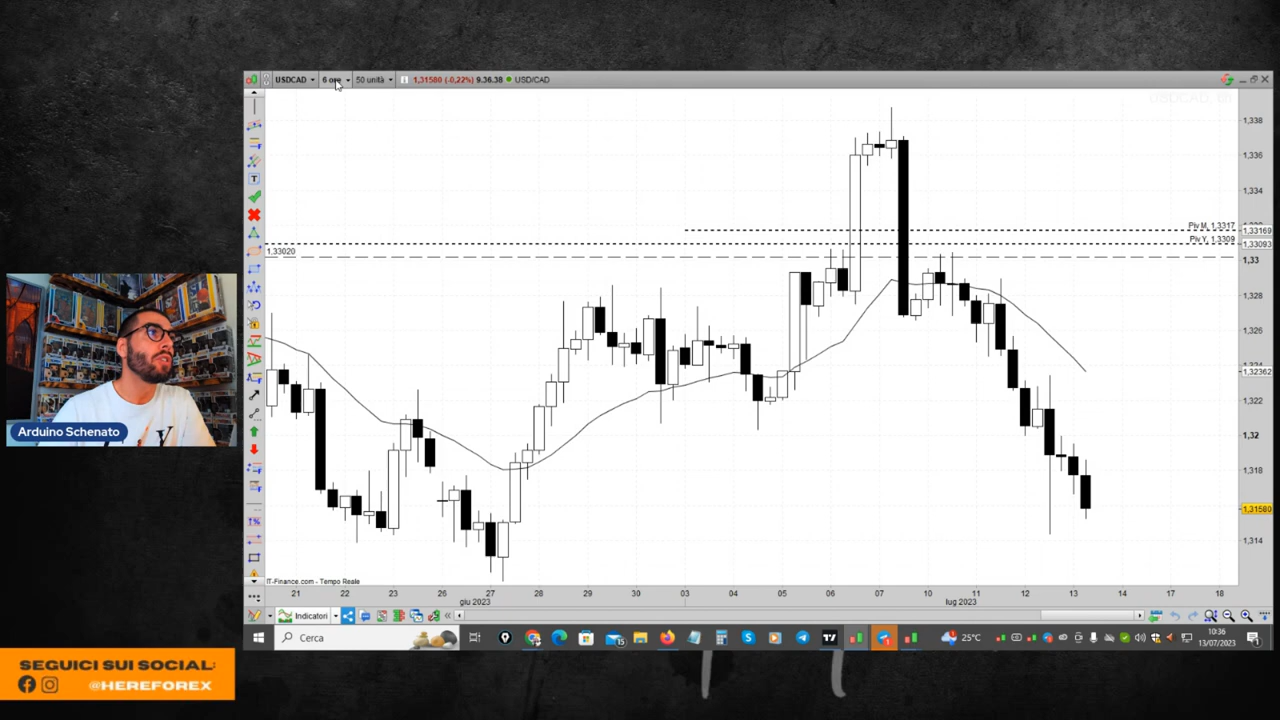 USDCAD 6 ore 50 unità 1,31580 (-0,22%) 9.36.38 USD/CAD
USDCAD, 6h
1,338
1,336
1,334
Piv M, 1,3317
1,33169
Piv Y, 1,3309
1,33093
1,33020
1,33
1,328
1,326
1,32362
1,322
1,32
1,318
1,31580
1,314
Arduino Schenato
IT-Finance.com - Tempo Reale
21 22 23 26 27 28 29 30 03 04 05 06 07 10 11 12 13 14 17 18
giu 2023 lug 2023
Indicatori
Cerca
15
25°C
10:36
13/07/2023
SEGUICI SUI SOCIAL:
@HEREFOREX